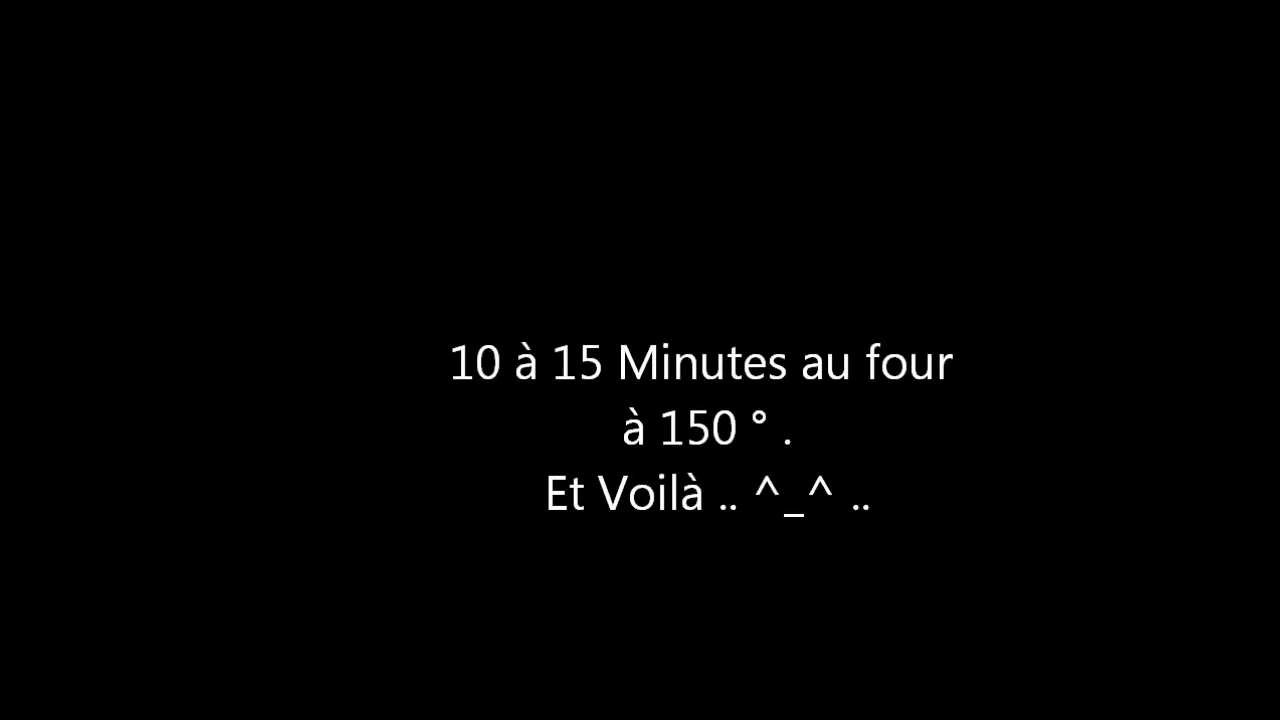 10 à 15 Minutes au four
à 150 ° .
Et Voilà .. ^_^ ..